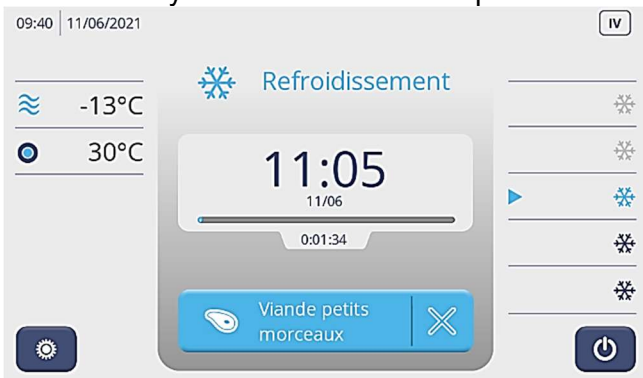 09:40 11/06/2021
IV
Refroidissement
-13°C
30°C
11:05
11/06
0:01:34
Viande petits
morceaux